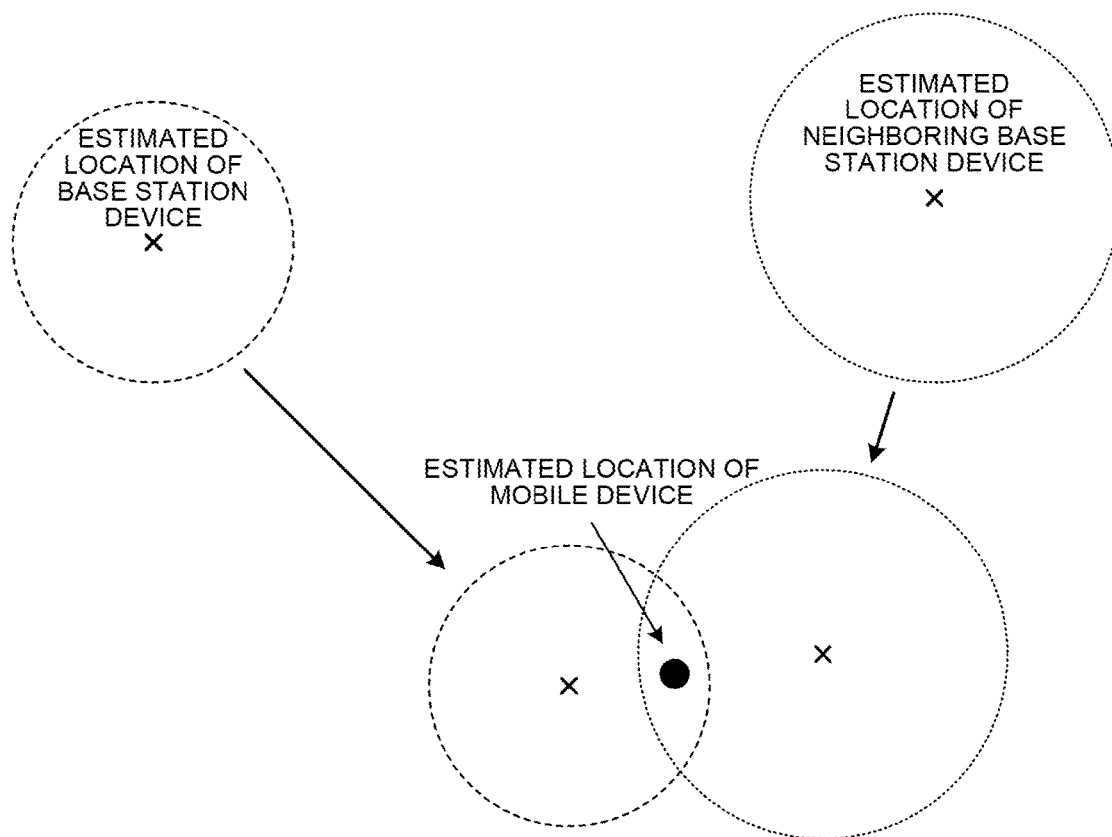 ESTIMATED
LOCATION OF
BASE STATION
DEVICE
ESTIMATED
LOCATION OF
NEIGHBORING BASE
STATION DEVICE
ESTIMATED LOCATION OF
MOBILE DEVICE